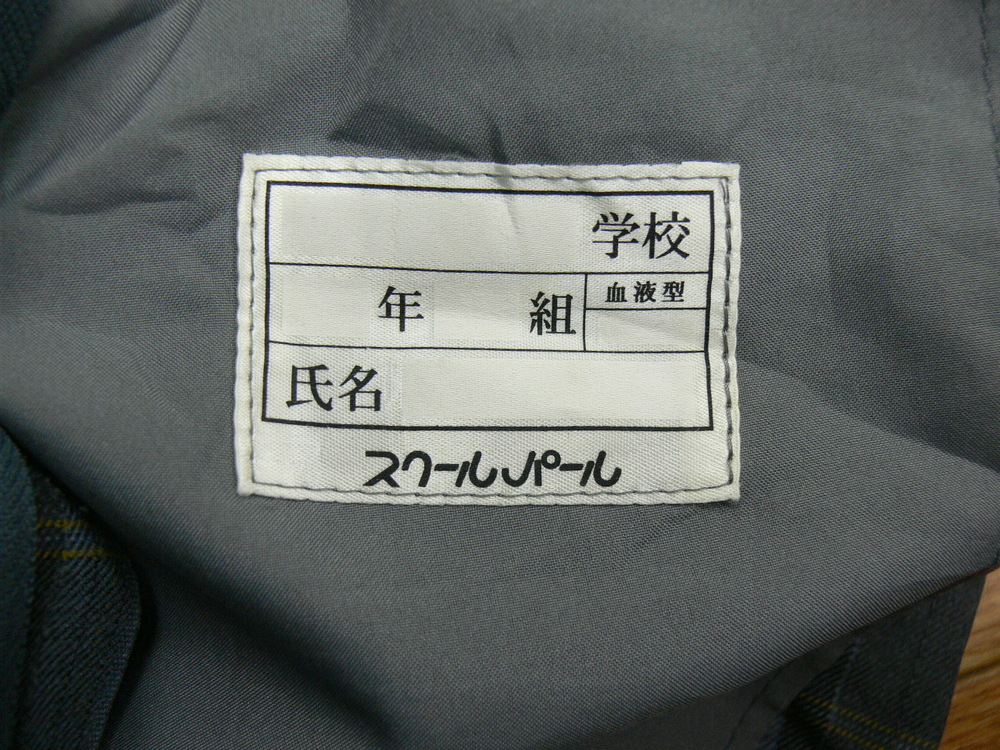 学校
年 組 血液型
氏名
スクールパール